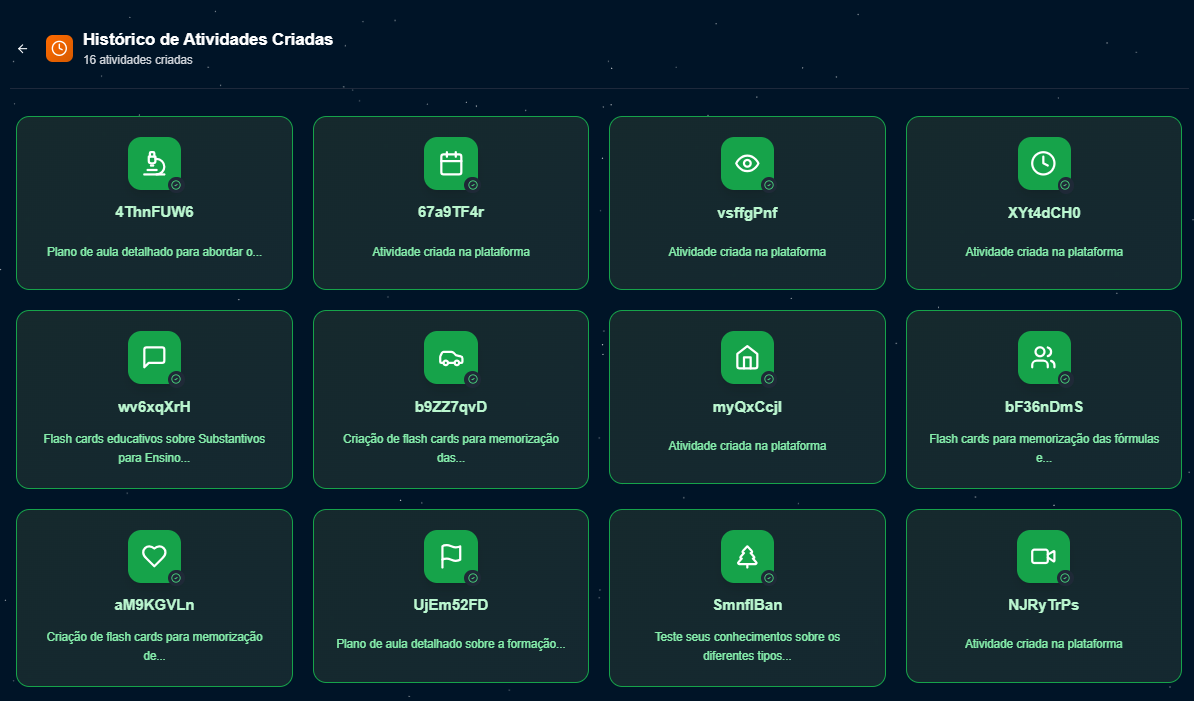 Histórico de Atividades Criadas
16 atividades criadas
4ThnFUW6
Plano de aula detalhado para abordar o...
67a9TF4r
Atividade criada na plataforma
vsffgPnf
Atividade criada na plataforma
XYt4dCH0
Atividade criada na plataforma
wv6xqXrH
Flash cards educativos sobre Substantivos
para Ensino...
b9ZZ7qvD
Criação de flash cards para memorização
das...
myQxCcjI
Atividade criada na plataforma
bF36nDmS
Flash cards para memorização das fórmulas
e...
aM9KGVLn
Criação de flash cards para memorização
de...
UjEm52FD
Plano de aula detalhado sobre a formação...
SmnflBan
Teste seus conhecimentos sobre os
diferentes tipos...
NJRyTrPs
Atividade criada na plataforma